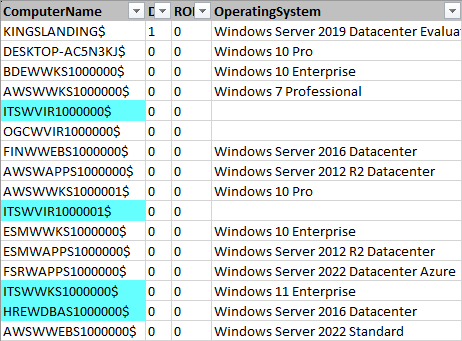 ComputerName D ROI OperatingSystem
KINGSLANDING$ 1 0 Windows Server 2019 Datacenter Evaluat
DESKTOP-AC5N3KJ$ 0 0 Windows 10 Pro
BDEWWKS1000000$ 0 0 Windows 10 Enterprise
AWSWWKS1000000$ 0 0 Windows 7 Professional
ITSWVIR1000000$ 0 0
OGCWVIR1000000$ 0 0
FINWWEBS1000000$ 0 0 Windows Server 2016 Datacenter
AWSWAPPS1000000$ 0 0 Windows Server 2012 R2 Datacenter
AWSWWKS1000001$ 0 0 Windows 10 Pro
ITSWVIR1000001$ 0 0
ESMWWKS1000000$ 0 0 Windows 10 Enterprise
ESMWAPPS1000000$ 0 0 Windows Server 2012 R2 Datacenter
FSRWAPPS1000000$ 0 0 Windows Server 2022 Datacenter Azure
ITSWWKS1000000$ 0 0 Windows 11 Enterprise
HREWDBAS1000000$ 0 0 Windows Server 2016 Datacenter
AWSWWEBS1000000$ 0 0 Windows Server 2022 Standard